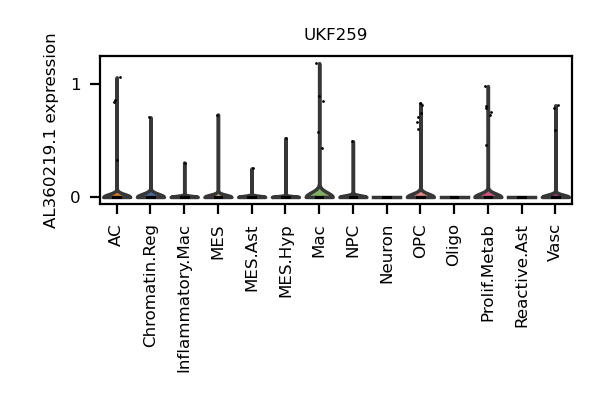 UKF259
AL360219.1 expression
1
0
AC
Chromatin.Reg
Inflammatory.Mac
MES
MES.Ast
MES.Hyp
Mac
NPC
Neuron
OPC
Oligo
Prolif.Metab
Reactive.Ast
Vasc